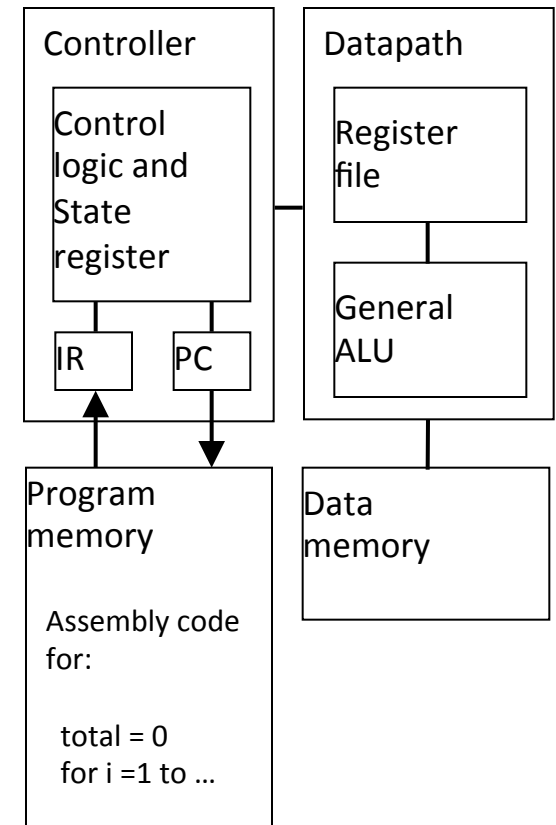 Controller
Control
logic and
State
register
IR
PC
Datapath
Register
file
General
ALU
Program
memory
Assembly code
for:
total = 0
for i =1 to ...
Data
memory